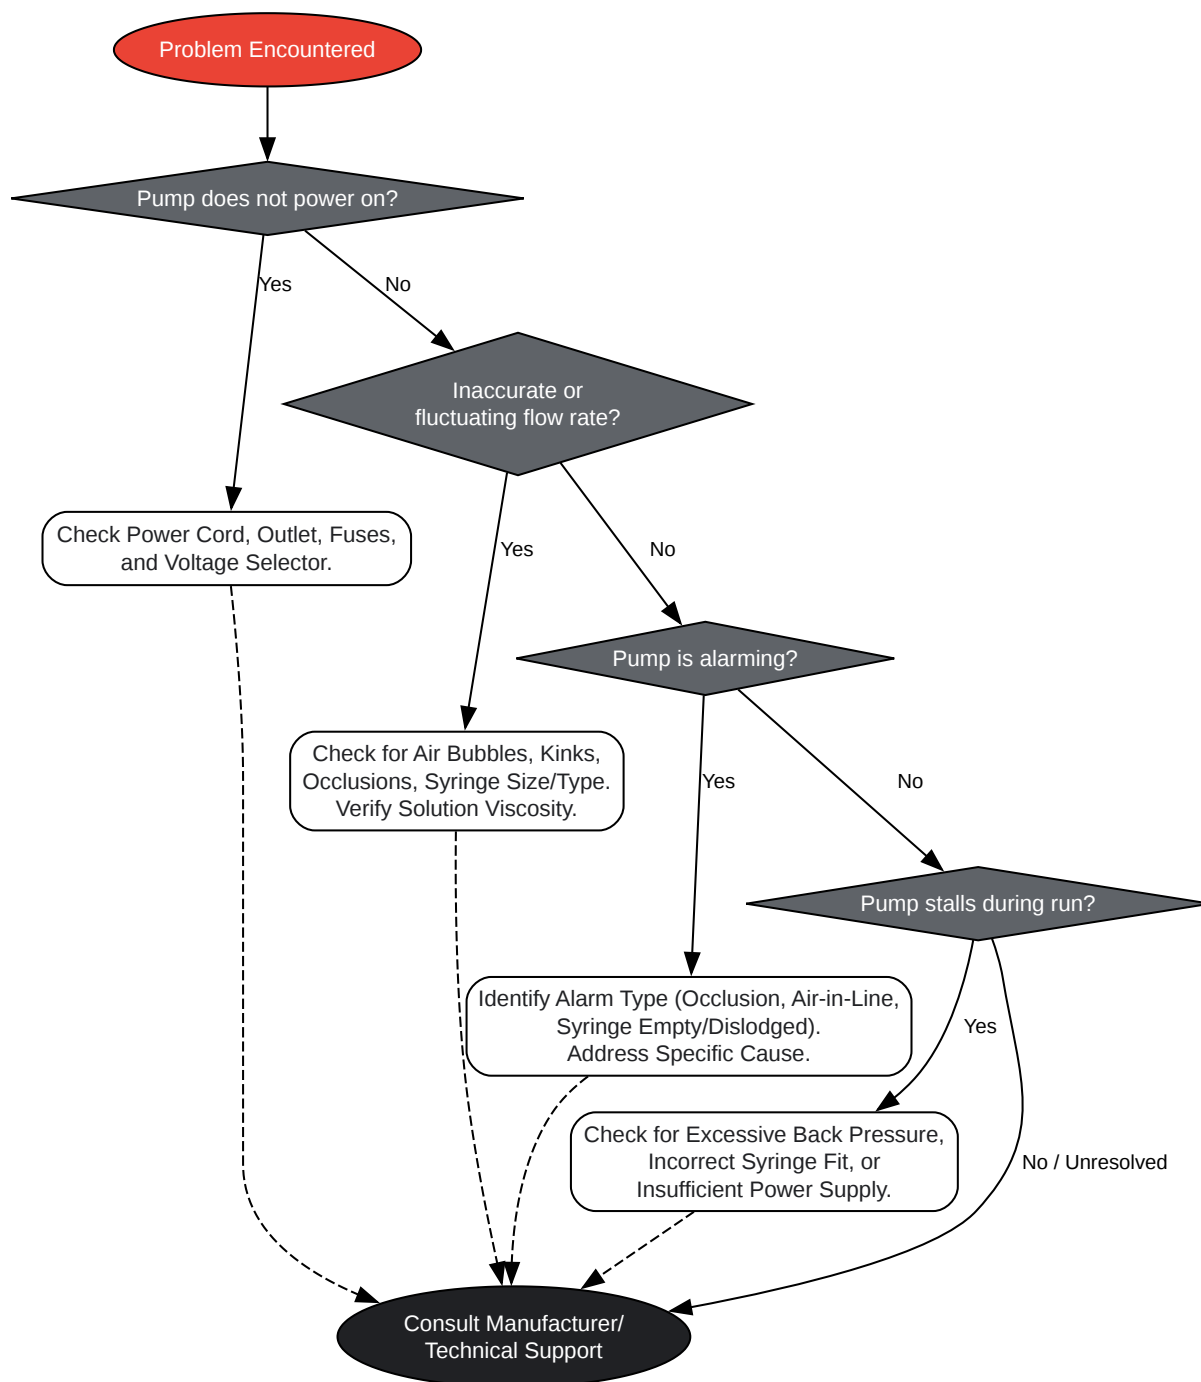 Problem Encountered
Pump does not power on?
Yes
No
Inaccurate or
fluctuating flow rate?
Check Power Cord, Outlet, Fuses,
and Voltage Selector.
Yes
No
Pump is alarming?
Check for Air Bubbles, Kinks,
Occlusions, Syringe Size/Type.
Verify Solution Viscosity.
Yes
No
Pump stalls during run?
Identify Alarm Type (Occlusion, Air-in-Line,
Syringe Empty/Dislodged).
Address Specific Cause.
Yes
Check for Excessive Back Pressure,
Incorrect Syringe Fit, or
Insufficient Power Supply.
No / Unresolved
Consult Manufacturer/
Technical Support